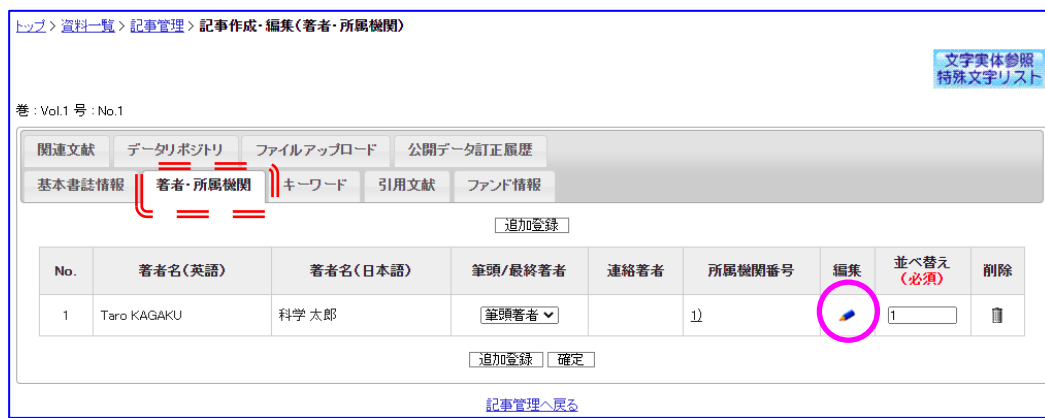 トップ > 資料一覧 > 記事管理 > 記事作成・編集(著者・所属機関)
文字実体参照
特殊文字リスト
巻 : Vol.1 号 : No.1
関連文献 データリポジトリ ファイルアップロード 公開データ訂正履歴
基本書誌情報 著者・所属機関 キーワード 引用文献 ファンド情報
追加登録
No. 著者名(英語) 著者名(日本語) 筆頭/最終著者 連絡著者 所属機関番号 編集 並べ替え(必須) 削除
1 Taro KAGAKU 科学 太郎 筆頭著者 1) 1
追加登録 確定
記事管理へ戻る